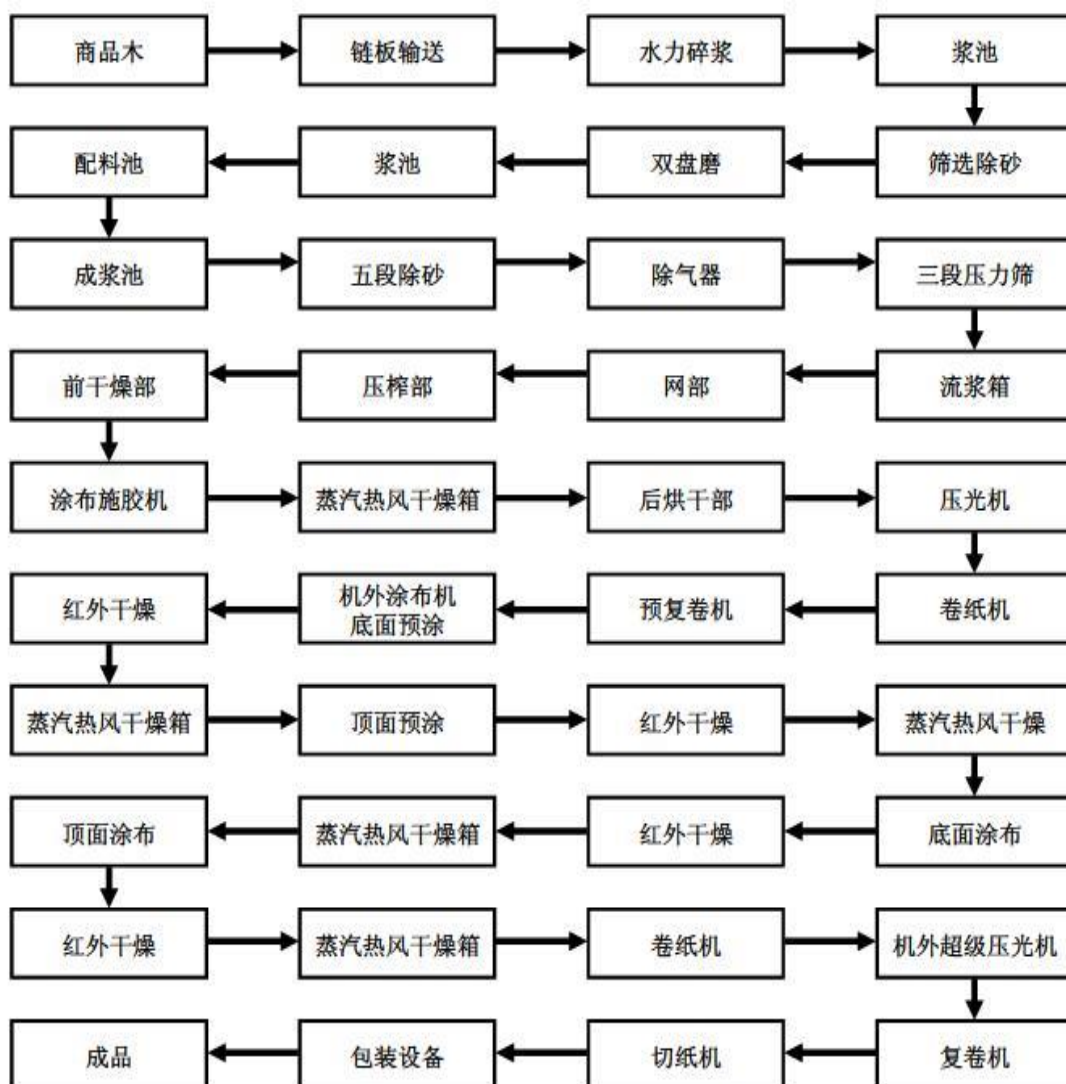 商品木
链板输送
水力碎浆
浆池
筛选除砂
双盘磨
浆池
配料池
成浆池
五段除砂
除气器
三段压力筛
流浆箱
网部
压榨部
前干燥部
涂布施胶机
蒸汽热风干燥箱
后烘干部
压光机
卷纸机
预复卷机
机外涂布机
底面预涂
红外干燥
蒸汽热风干燥箱
顶面预涂
红外干燥
蒸汽热风干燥
底面涂布
红外干燥
蒸汽热风干燥箱
顶面涂布
红外干燥
蒸汽热风干燥箱
卷纸机
机外超级压光机
复卷机
切纸机
包装设备
成品